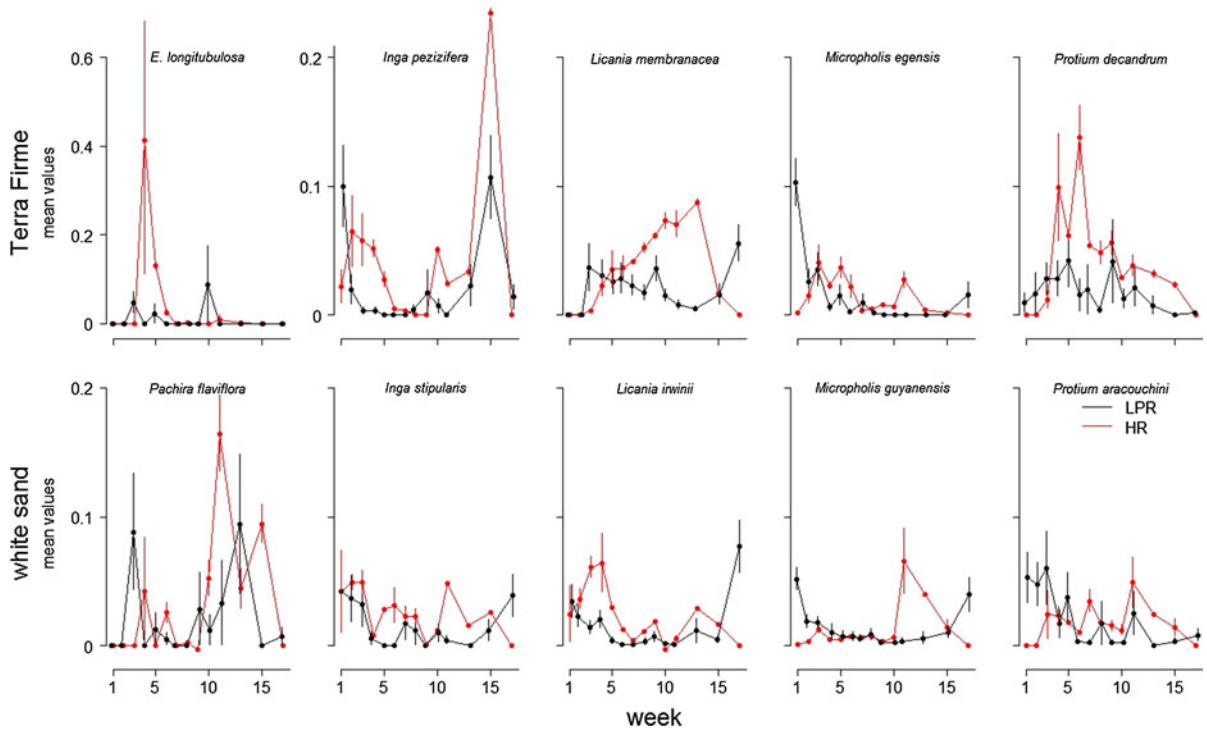 E. longitubulosa
Inga pezizifera
Licania membranacea
Micropholis egensis
Protium decandrum
Terra Firme
mean values
0.6
0.4
0.2
0
0.2
0.1
0
Pachira flaviflora
Inga stipularis
Licania irwinii
Micropholis guyanensis
Protium aracouchini
LPR
HR
white sand
mean values
0.2
0.1
0
1 5 10 15
1 5 10 15
1 5 10 15
1 5 10 15
1 5 10 15
week